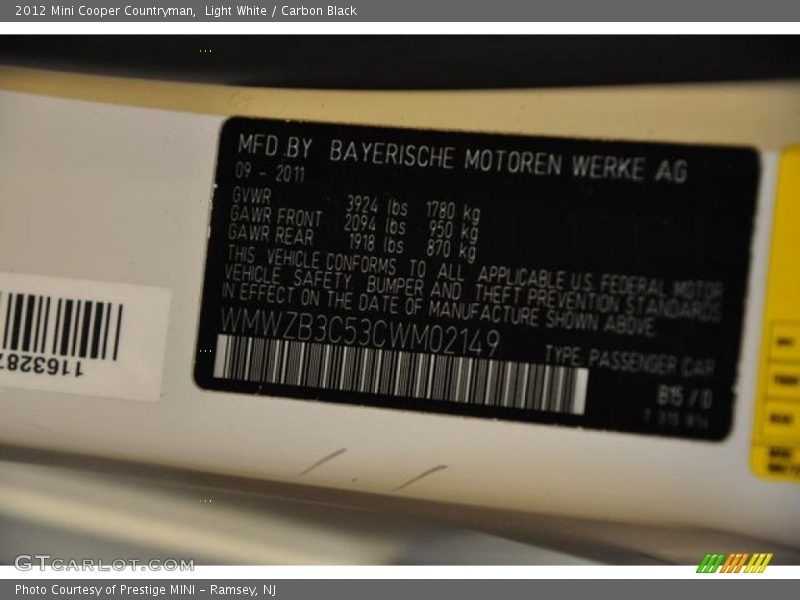 2012 Mini Cooper Countryman, Light White / Carbon Black
MFD BY BAYERISCHE MOTOREN WERKE AG
09 - 2011
GVWR 3924 lbs 1780 kg
GAWR FRONT 2094 lbs 950 kg
GAWR REAR 1918 lbs 870 kg
THIS VEHICLE CONFORMS TO ALL APPLICABLE U.S. FEDERAL MOTOR
VEHICLE SAFETY, BUMPER AND THEFT PREVENTION STANDARDS
IN EFFECT ON THE DATE OF MANUFACTURE SHOWN ABOVE
WMWZB3C53CWM02149
TYPE: PASSENGER CAR
B15 / 0
GTCARLOT.COM
Photo Courtesy of Prestige MINI – Ramsey, NJ